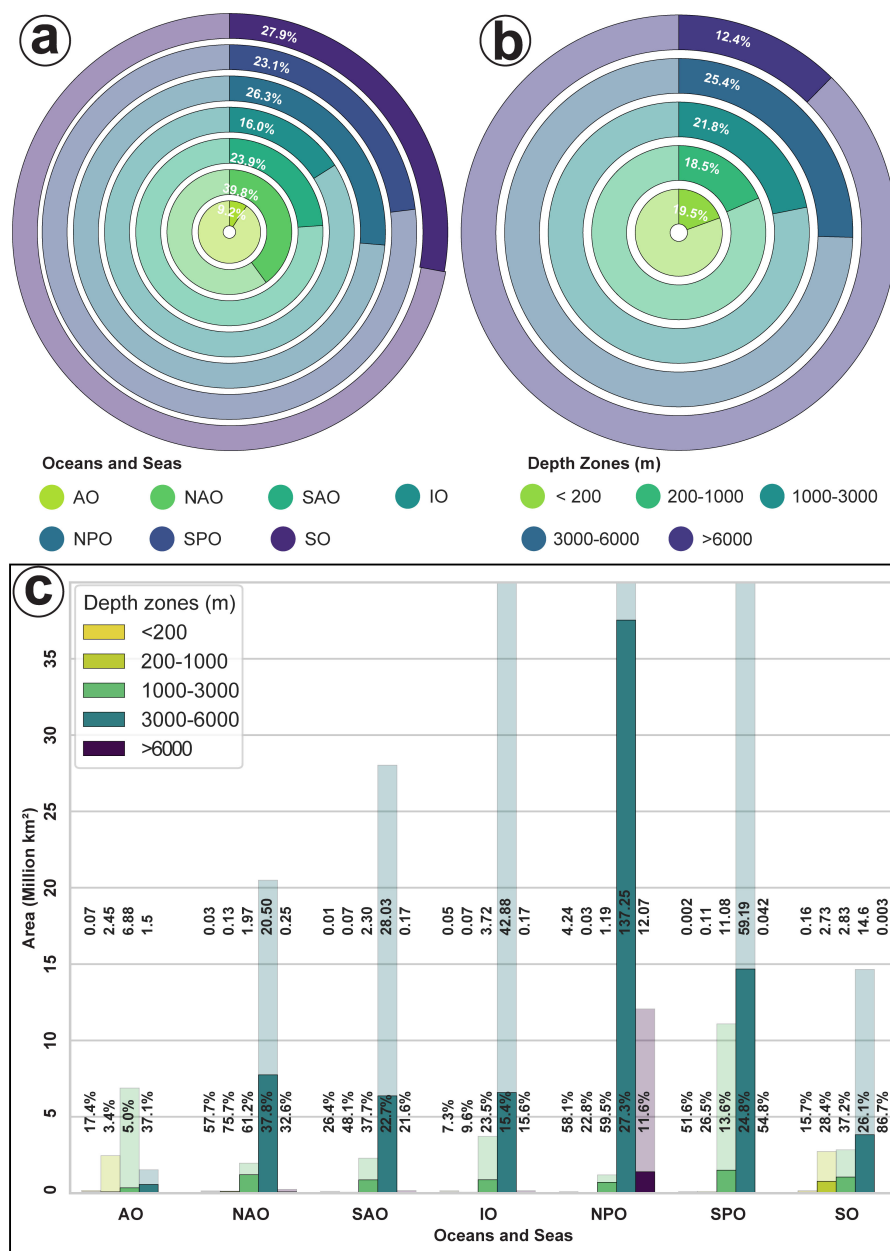 a
27.9%
23.1%
26.3%
16.0%
23.9%
39.8%
9.2%
b
12.4%
25.4%
21.8%
18.5%
19.5%
Oceans and Seas
AO NAO SAO IO
NPO SPO SO
Depth Zones (m)
< 200 200-1000 1000-3000
3000-6000 >6000
c
Depth zones (m)
<200
200-1000
1000-3000
3000-6000
>6000
Area (Million km²)
35
30
25
20
15
10
5
0
0.07 2.45 6.88 1.5
0.03 0.13 1.97 20.50 0.25
0.01 0.07 2.30 28.03 0.17
0.05 0.07 3.72 42.88 0.17
4.24 0.03 1.19 137.25 12.07
0.002 0.11 11.08 59.19 0.042
0.16 2.73 2.83 14.6 0.003
17.4% 3.4% 5.0% 37.1%
57.7% 75.7% 61.2% 37.8% 32.6%
26.4% 48.1% 37.7% 22.7% 21.6%
7.3% 9.6% 23.5% 15.4% 15.6%
58.1% 22.8% 59.5% 27.3% 11.6%
51.6% 26.5% 13.6% 24.8% 54.8%
15.7% 28.4% 37.2% 26.1% 66.7%
AO NAO SAO IO NPO SPO SO
Oceans and Seas